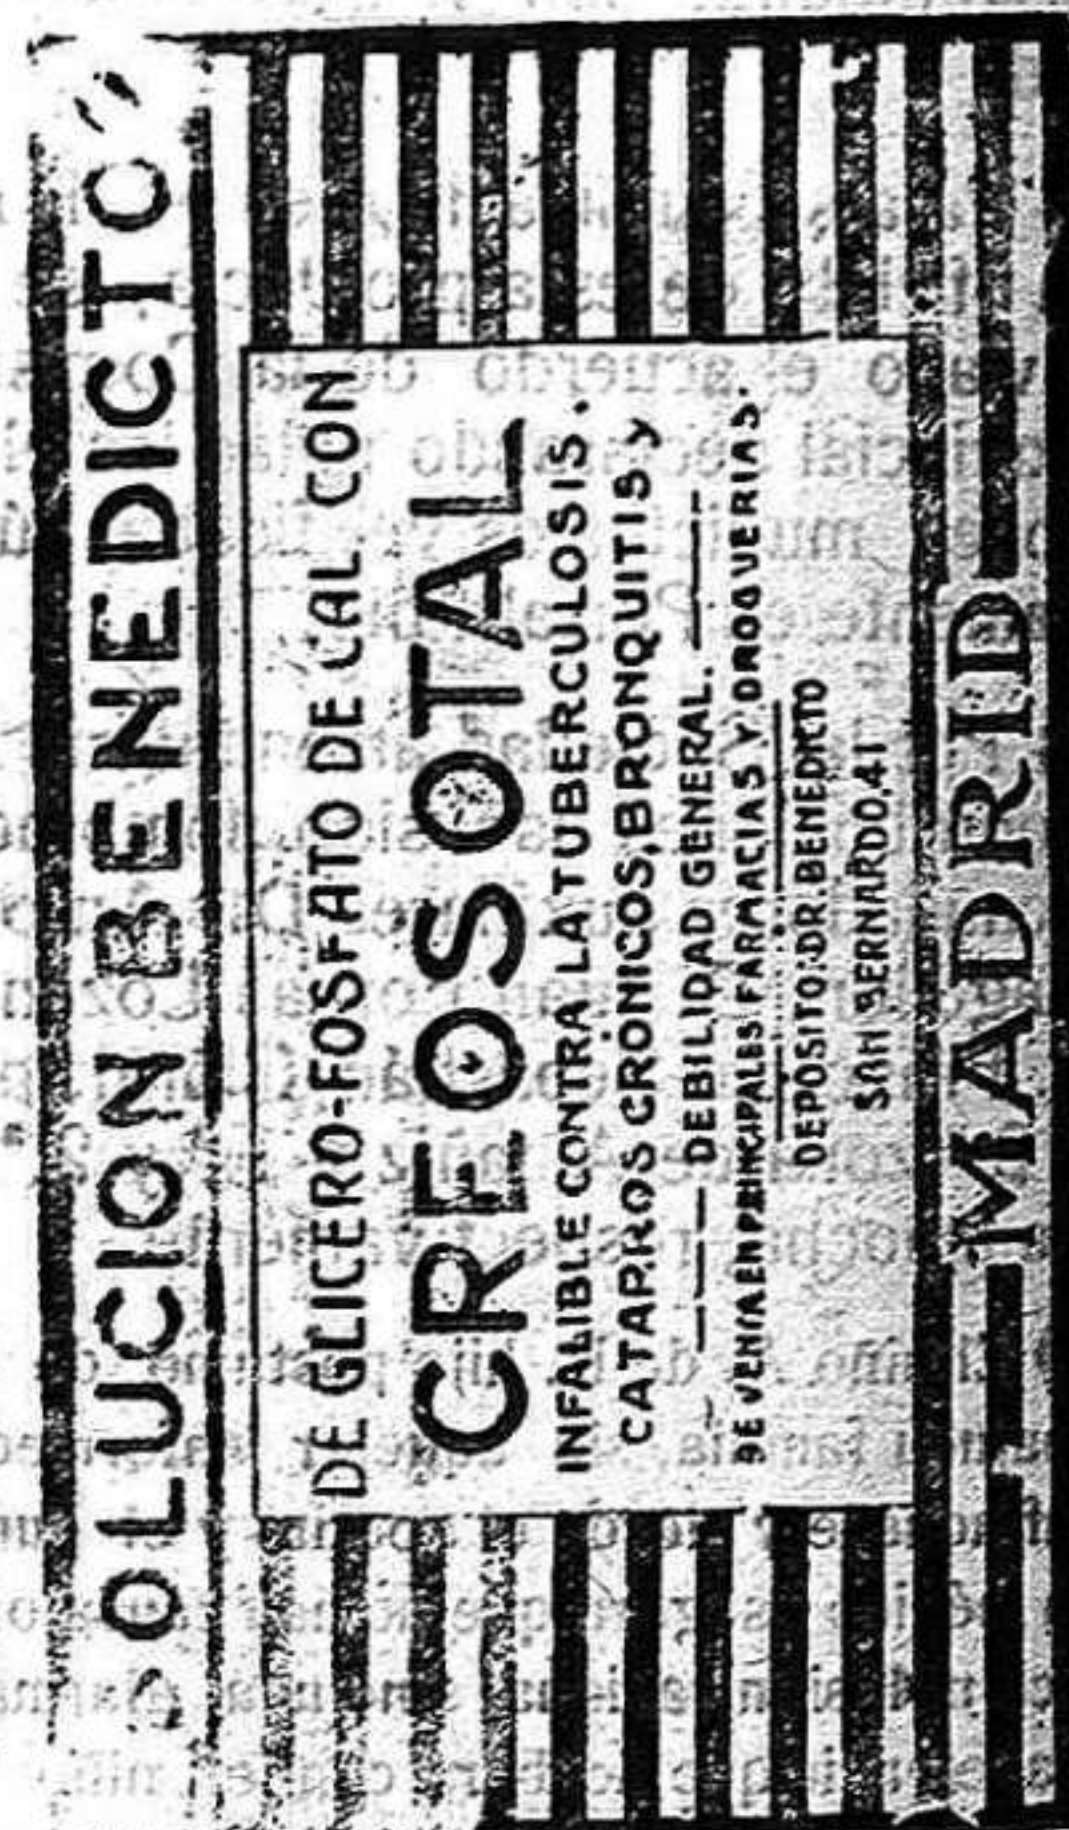 SOLUCION BENEDICTO
DE GLICERO-FOSFATO DE CAL CON
CREOSOTAL
INFALIBLE CONTRA LA TUBERCULOSIS.
CATARROS CRÓNICOS, BRONQUITIS Y
DEBILIDAD GENERAL.
DE VENTA EN PRINCIPALES FARMACIAS Y DROGUERIAS.
DEPOSITO: DR. BENEDICTO
SAN BERNARDO, 41
MADRID